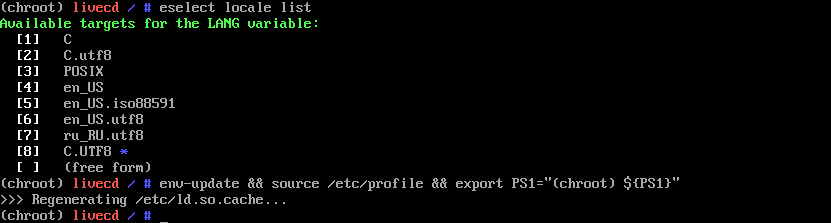 (chroot) livecd / # eselect locale list
Available targets for the LANG variable:
[1] C
[2] C.utf8
[3] POSIX
[4] en_US
[5] en_US.iso88591
[6] en_US.utf8
[7] ru_RU.utf8
[8] C.UTF8 *
[ ] (free form)
(chroot) livecd / # env-update && source /etc/profile && export PS1="(chroot) ${PS1}"
>>> Regenerating /etc/ld.so.cache...
(chroot) livecd / # _